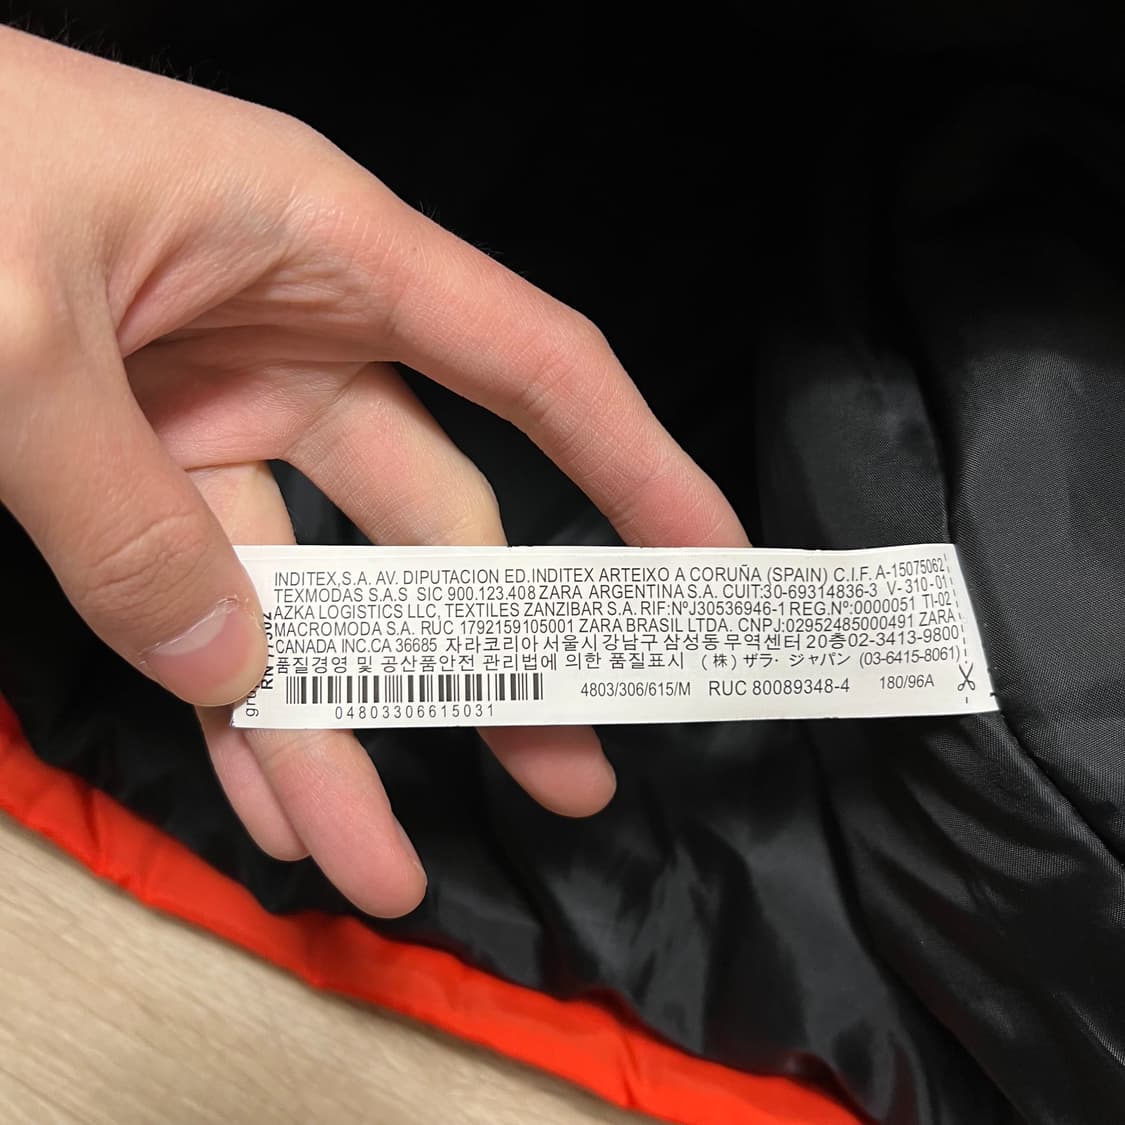 INDITEX,S.A. AV. DIPUTACION ED.INDITEX ARTEIXO A CORUÑA (SPAIN) C.I.F. A-15075062
TEXMODAS S.A.S SIC 900.123.408 ZARA ARGENTINA S.A. CUIT:30-69314836-3 V-310-01
AZKA LOGISTICS LLC, TEXTILES ZANZIBAR S.A. RIF:NºJ30536946-1 REG.Nº:0000051 TI-02
MACROMODA S.A. RUC 1792159105001 ZARA BRASIL LTDA. CNPJ:02952485000491 ZARA
CANADA INC.CA 36685 자라코리아 서울시 강남구 삼성동 무역센터 20층02-3413-9800
품질경영 및 공산품안전 관리법에 의한 품질표시 (株) ザラ・ジャパン (03-6415-8061)
04803306615031
4803/306/615/M RUC 80089348-4 180/96A
RN